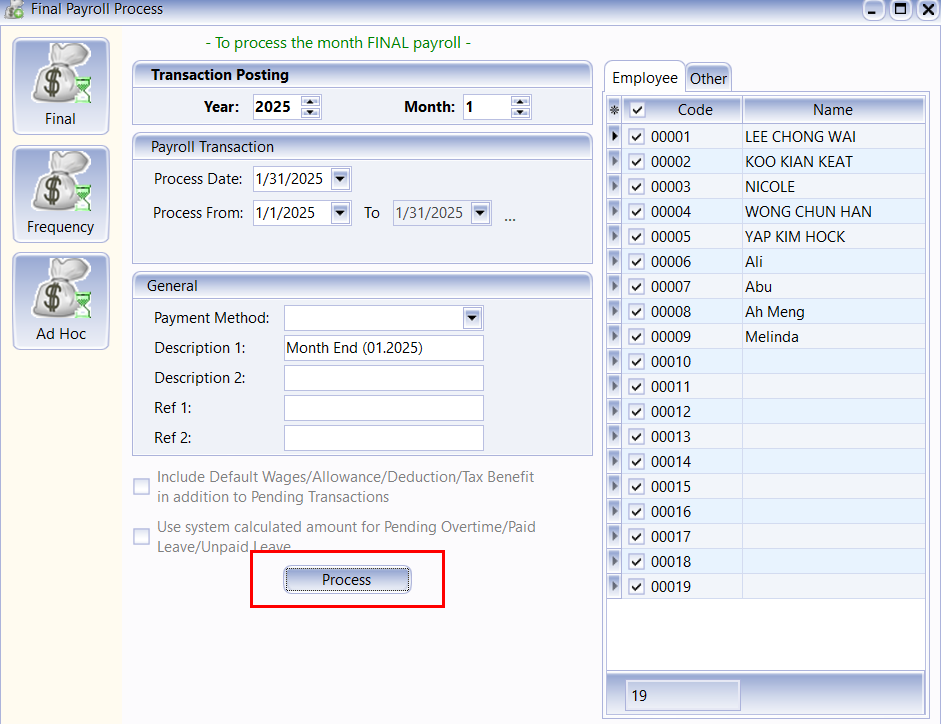 Final Payroll Process
Final
Frequency
Ad Hoc
- To process the month FINAL payroll -
Transaction Posting
Year: 2025 Month: 1
Payroll Transaction
Process Date: 1/31/2025
Process From: 1/1/2025 To 1/31/2025 ...
General
Payment Method:
Description 1: Month End (01.2025)
Description 2:
Ref 1:
Ref 2:
Include Default Wages/Allowance/Deduction/Tax Benefit
in addition to Pending Transactions
Use system calculated amount for Pending Overtime/Paid
Leave/Unpaid Leave
Process
Employee Other
Code Name
00001 LEE CHONG WAI
00002 KOO KIAN KEAT
00003 NICOLE
00004 WONG CHUN HAN
00005 YAP KIM HOCK
00006 Ali
00007 Abu
00008 Ah Meng
00009 Melinda
00010
00011
00012
00013
00014
00015
00016
00017
00018
00019
19